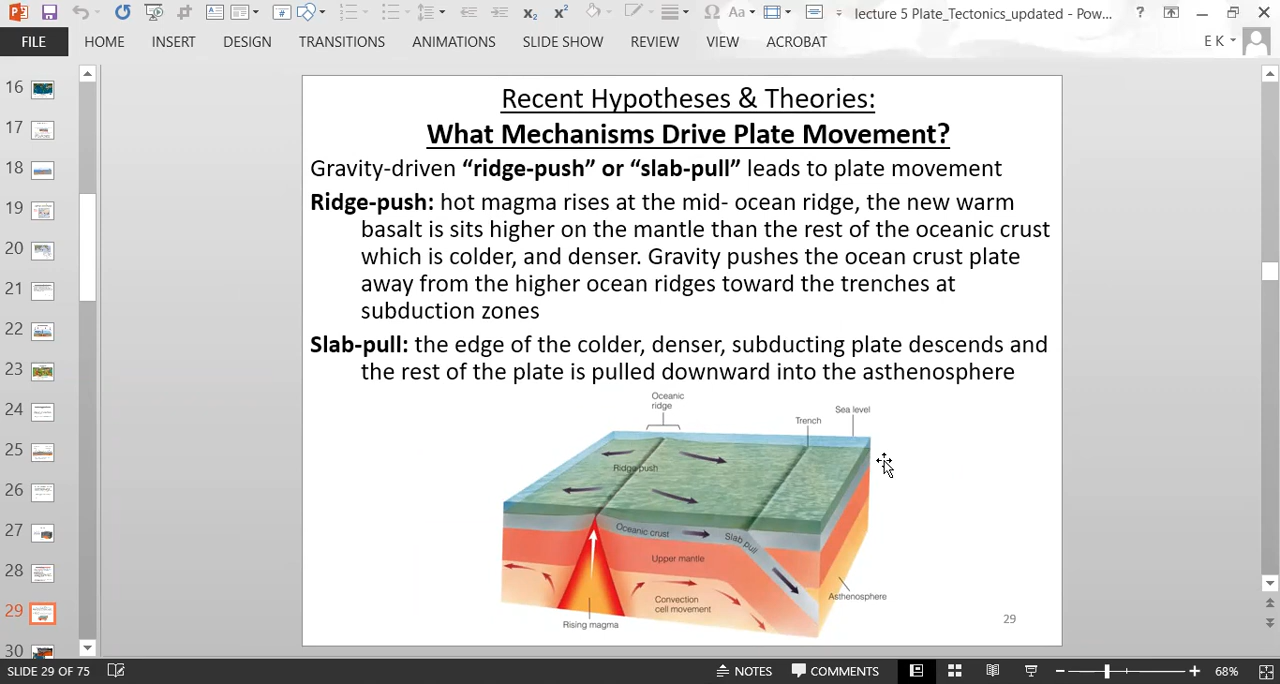 lecture 5 Plate_Tectonics_updated - Pow...
FILE HOME INSERT DESIGN TRANSITIONS ANIMATIONS SLIDE SHOW REVIEW VIEW ACROBAT
E K
16
17
18
19
20
21
22
23
24
25
26
27
28
29
30
Recent Hypotheses & Theories:
What Mechanisms Drive Plate Movement?
Gravity-driven “ridge-push” or “slab-pull” leads to plate movement
Ridge-push: hot magma rises at the mid- ocean ridge, the new warm
basalt is sits higher on the mantle than the rest of the oceanic crust
which is colder, and denser. Gravity pushes the ocean crust plate
away from the higher ocean ridges toward the trenches at
subduction zones
Slab-pull: the edge of the colder, denser, subducting plate descends and
the rest of the plate is pulled downward into the asthenosphere
Oceanic
ridge
Sea level
Trench
Ridge push
Oceanic crust
Slab pull
Upper mantle
Convection
cell movement
Asthenosphere
Rising magma
29
SLIDE 29 OF 75
NOTES
COMMENTS
68%